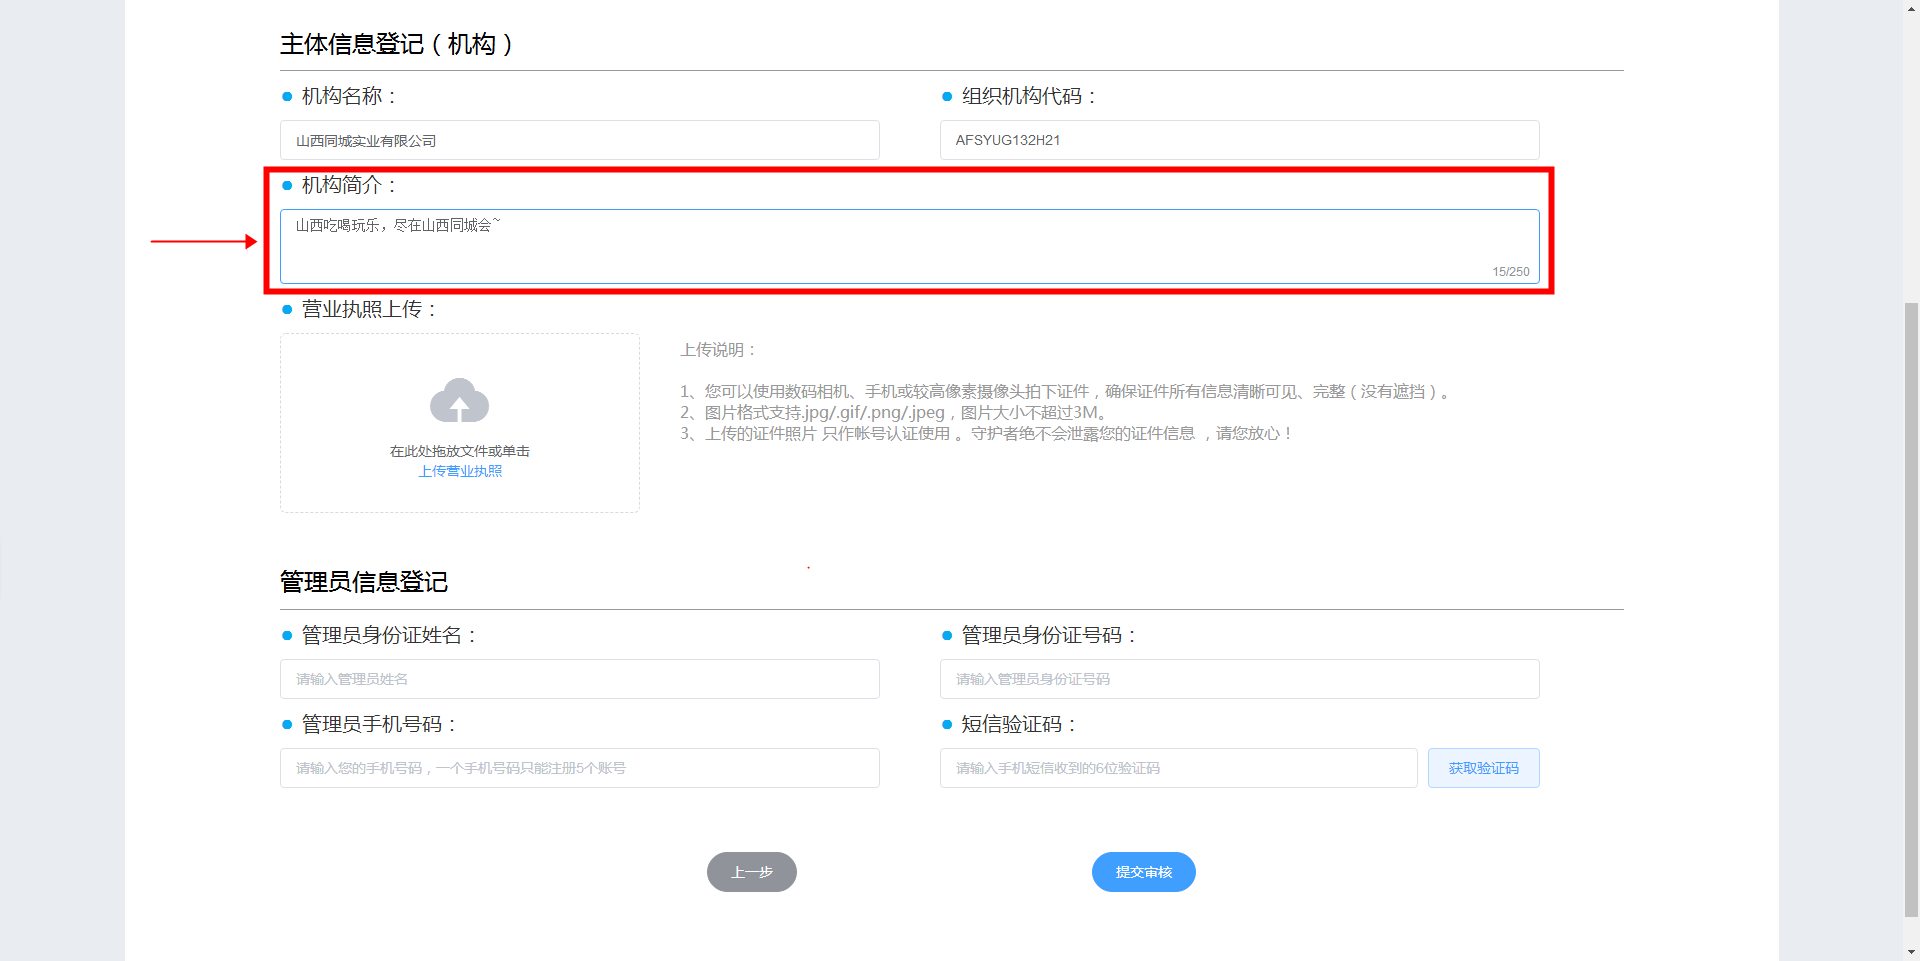 主体信息登记（机构）
机构名称：
组织机构代码：
山西同城实业有限公司
AFSYUG132H21
机构简介：
山西吃喝玩乐，尽在山西同城会~
15/250
营业执照上传：
在此处拖放文件或单击
上传营业执照
上传说明：
1、您可以使用数码相机、手机或较高像素摄像头拍下证件，确保证件所有信息清晰可见、完整（没有遮挡）。
2、图片格式支持.jpg/.gif/.png/.jpeg，图片大小不超过3M。
3、上传的证件照片 只作帐号认证使用 。守护者绝不会泄露您的证件信息 ，请您放心！
管理员信息登记
管理员身份证姓名：
管理员身份证号码：
请输入管理员姓名
请输入管理员身份证号码
管理员手机号码：
短信验证码：
请输入您的手机号码，一个手机号码只能注册5个账号
请输入手机短信收到的6位验证码
获取验证码
上一步
提交审核